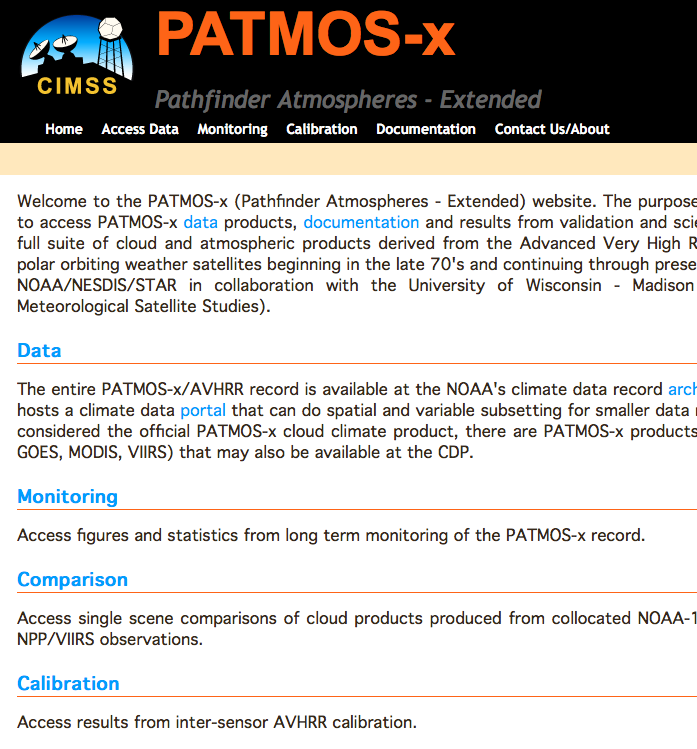 CIMSS
PATMOS-x
Pathfinder Atmospheres - Extended
Home Access Data Monitoring Calibration Documentation Contact Us/About
Welcome to the PATMOS-x (Pathfinder Atmospheres - Extended) website. The purpose
to access PATMOS-x data products, documentation and results from validation and
full suite of cloud and atmospheric products derived from the Advanced Very High
polar orbiting weather satellites beginning in the late 70's and continuing through
NOAA/NESDIS/STAR in collaboration with the University of Wisconsin - Madison
Meteorological Satellite Studies).
Data
The entire PATMOS-x/AVHRR record is available at the NOAA's climate data record
hosts a climate data portal that can do spatial and variable subsetting for smaller data
considered the official PATMOS-x cloud climate product, there are PATMOS-x products
GOES, MODIS, VIIRS) that may also be available at the CDP.
Monitoring
Access figures and statistics from long term monitoring of the PATMOS-x record.
Comparison
Access single scene comparisons of cloud products produced from collocated NOAA-1
NPP/VIIRS observations.
Calibration
Access results from inter-sensor AVHRR calibration.